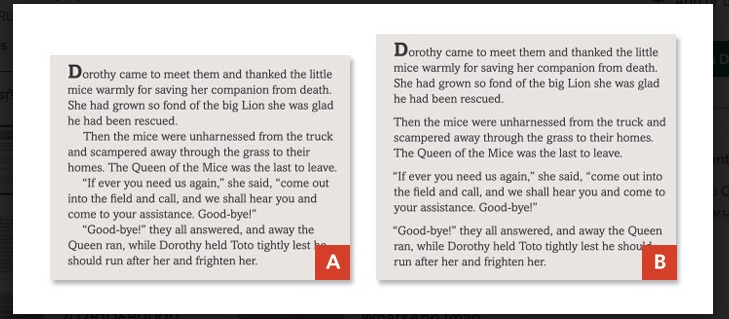 Dorothy came to meet them and thanked the little
mice warmly for saving her companion from death.
She had grown so fond of the big Lion she was glad
he had been rescued.
Then the mice were unharnessed from the truck
and scampered away through the grass to their
homes. The Queen of the Mice was the last to leave.
“If ever you need us again,” she said, “come out
into the field and call, and we shall hear you and
come to your assistance. Good-bye!”
“Good-bye!” they all answered, and away the
Queen ran, while Dorothy held Toto tightly lest
should run after her and frighten her.
A
Dorothy came to meet them and thanked the little
mice warmly for saving her companion from death.
She had grown so fond of the big Lion she was glad
he had been rescued.
Then the mice were unharnessed from the truck and
scampered away through the grass to their homes.
The Queen of the Mice was the last to leave.
“If ever you need us again,” she said, “come out into
the field and call, and we shall hear you and come to
your assistance. Good-bye!”
“Good-bye!” they all answered, and away the Queen
ran, while Dorothy held Toto tightly lest he should
run after her and frighten her.
B